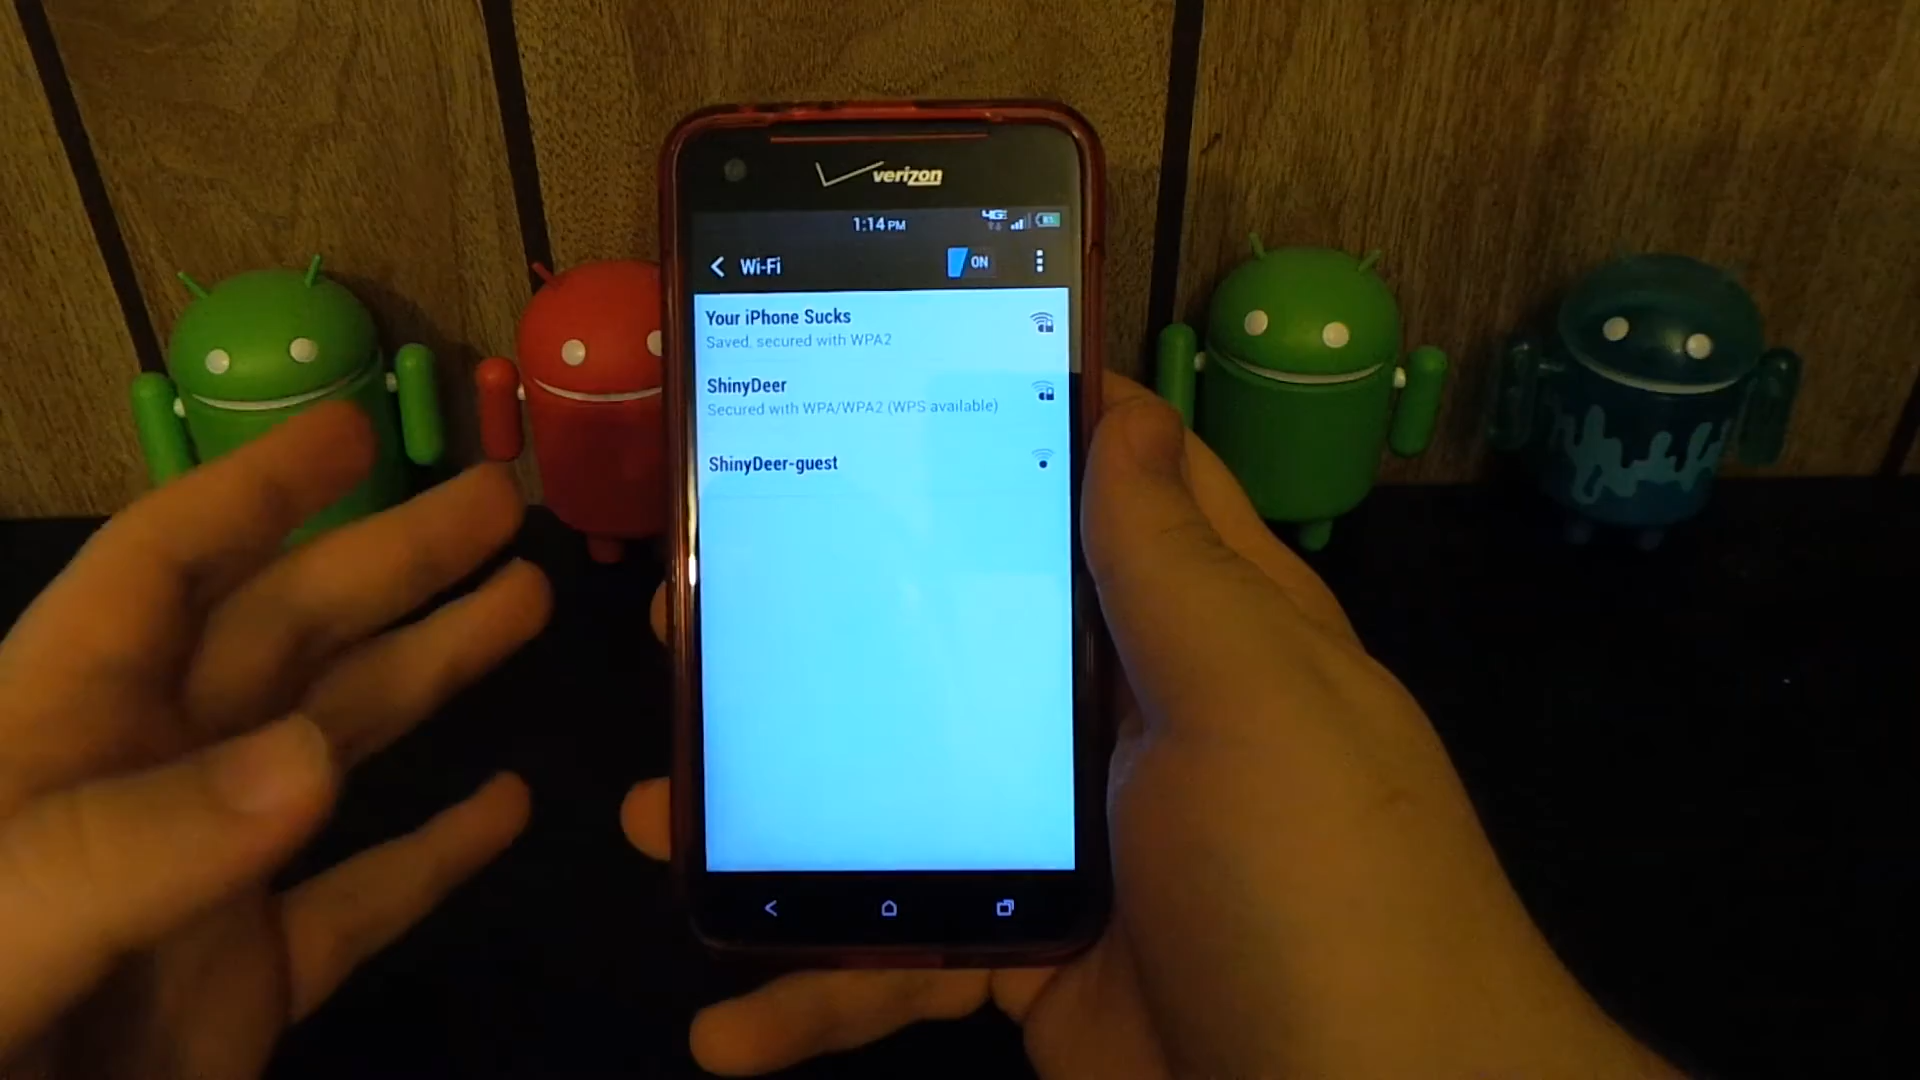 verizon
1:14 PM
4G
Wi-Fi
ON
Your iPhone Sucks
Saved, secured with WPA2
ShinyDeer
Secured with WPA/WPA2 (WPS available)
ShinyDeer-guest